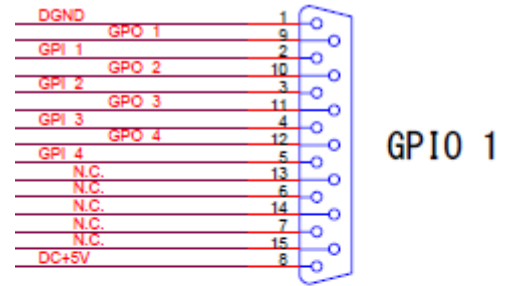 DGND 1
GPO 1 9
GPI 1 2
GPO 2 10
GPI 2 3
GPO 3 11
GPI 3 4
GPO 4 12
GPI 4 5
N.C. 13
N.C. 6
N.C. 14
N.C. 7
N.C. 15
DC+5V 8
GPIO 1